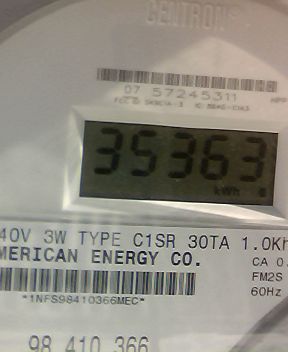 CENTRON®
07 57245311
35363
kWh
40V 3W TYPE C1SR 30TA 1.0Kh
MERICAN ENERGY CO.
CA 0.
FM2S
*1NFS98410366MEC*
60Hz
98 410 366